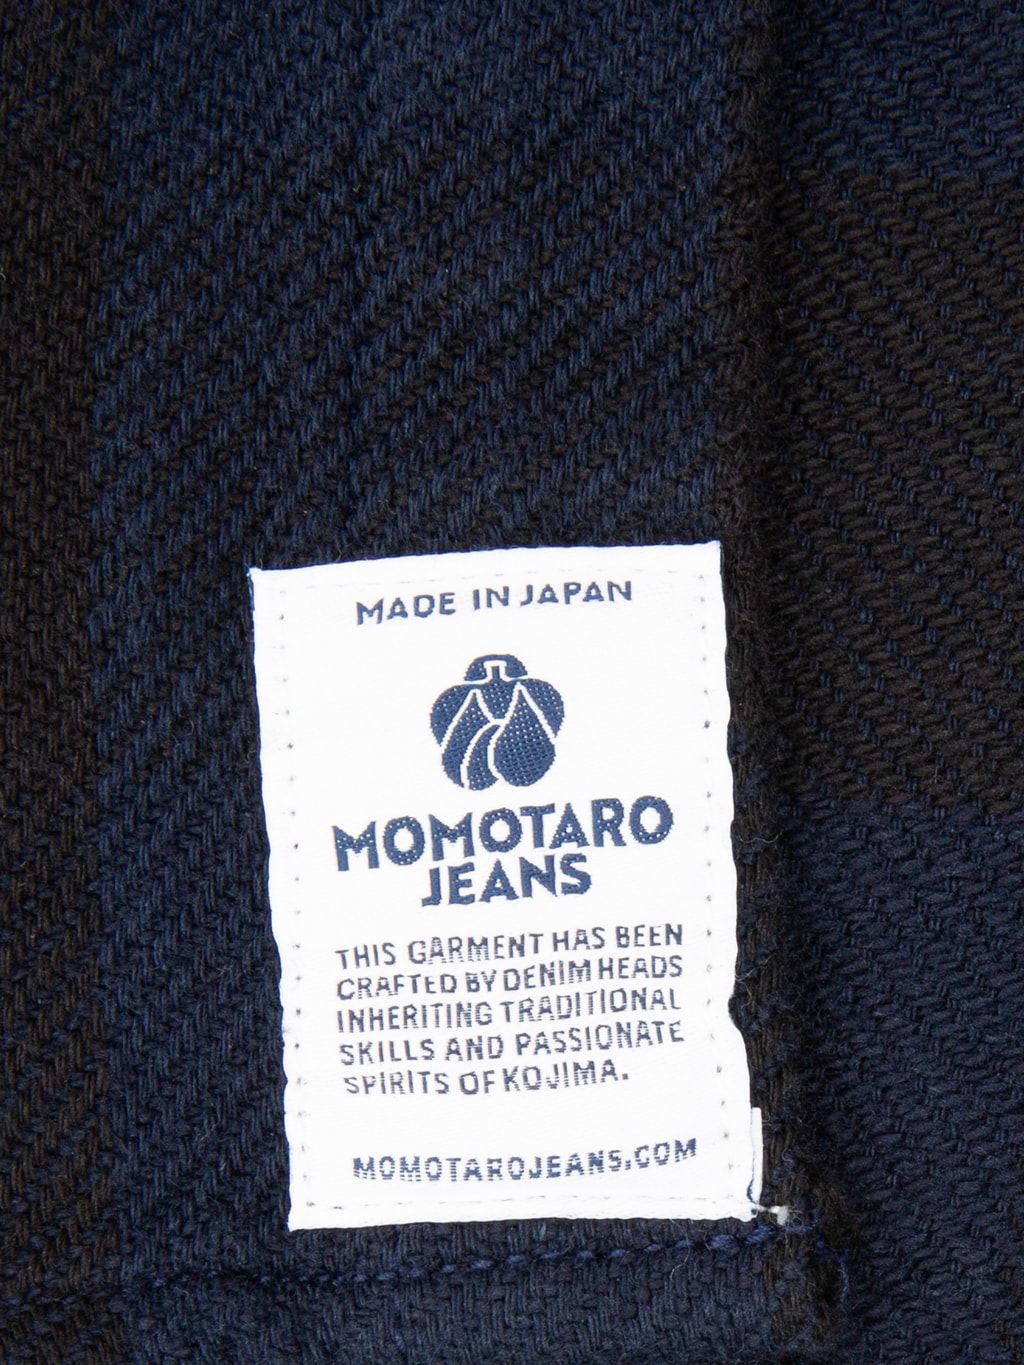 MADE IN JAPAN
MOMOTARO
JEANS
THIS GARMENT HAS BEEN
CRAFTED BY DENIM HEADS
INHERITING TRADITIONAL
SKILLS AND PASSIONATE
SPIRITS OF KOJIMA.
MOMOTAROJEANS.COM